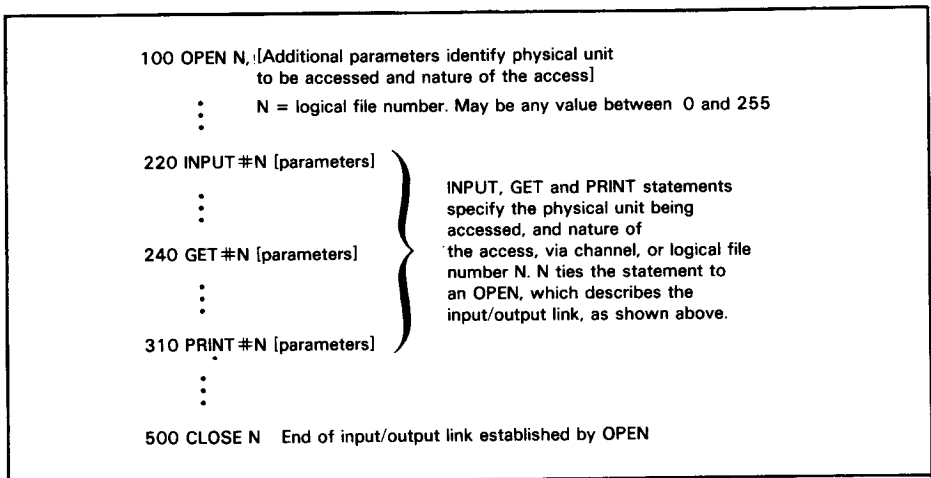 100 OPEN N, [Additional parameters identify physical unit
to be accessed and nature of the access]
N = logical file number. May be any value between 0 and 255
220 INPUT#N [parameters]
240 GET#N [parameters]
310 PRINT#N [parameters]
INPUT, GET and PRINT statements
specify the physical unit being
accessed, and nature of
the access, via channel, or logical file
number N. N ties the statement to
an OPEN, which describes the
input/output link, as shown above.
500 CLOSE N End of input/output link established by OPEN